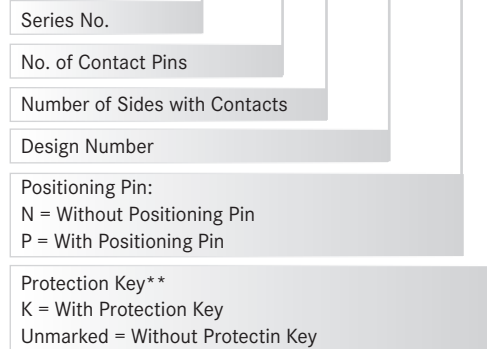 Series No.
No. of Contact Pins
Number of Sides with Contacts
Design Number
Positioning Pin:
N = Without Positioning Pin
P = With Positioning Pin
Protection Key**
K = With Protection Key
Unmarked = Without Protectin Key